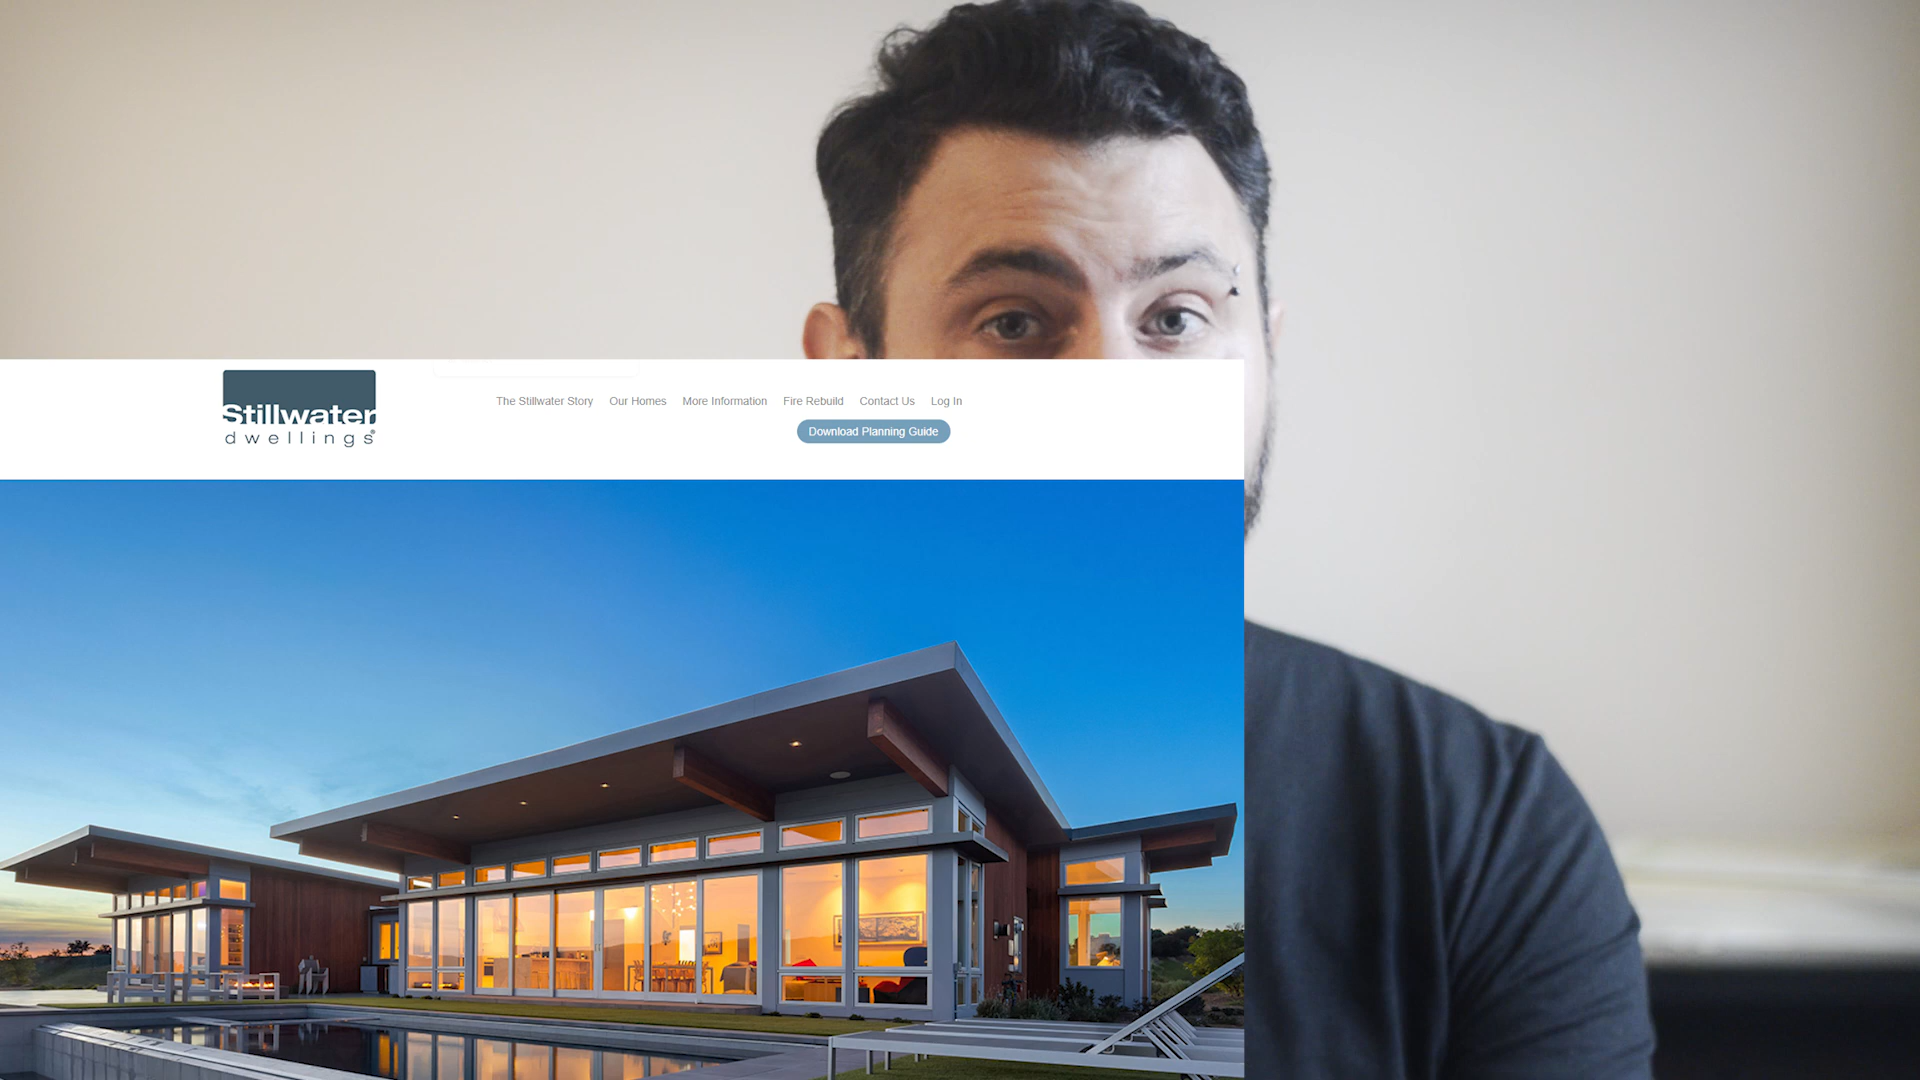 Stillwater
dwellings®
The Stillwater Story Our Homes More Information Fire Rebuild Contact Us Log In
Download Planning Guide